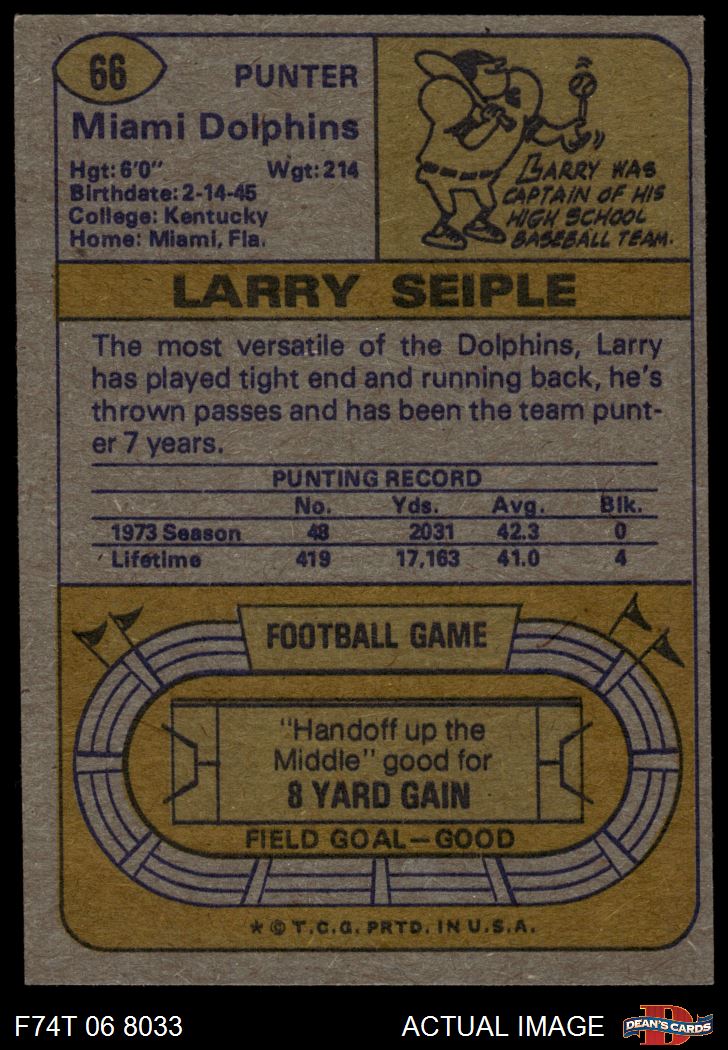 66
PUNTER
Miami Dolphins
Hgt: 6'0" Wgt: 214
Birthdate: 2-14-45
College: Kentucky
Home: Miami, Fla.
LARRY WAS
CAPTAIN OF HIS
HIGH SCHOOL
BASEBALL TEAM.
LARRY SEIPLE
The most versatile of the Dolphins, Larry
has played tight end and running back, he's
thrown passes and has been the team punt-
er 7 years.
PUNTING RECORD
No. Yds. Avg. Blk.
1973 Season 48 2031 42.3 0
Lifetime 419 17,163 41.0 4
FOOTBALL GAME
"Handoff up the
Middle" good for
8 YARD GAIN
FIELD GOAL—GOOD
* © T.C.G. PRTD. IN U.S.A.
F74T 06 8033 ACTUAL IMAGE
D
DEAN'S CARDS